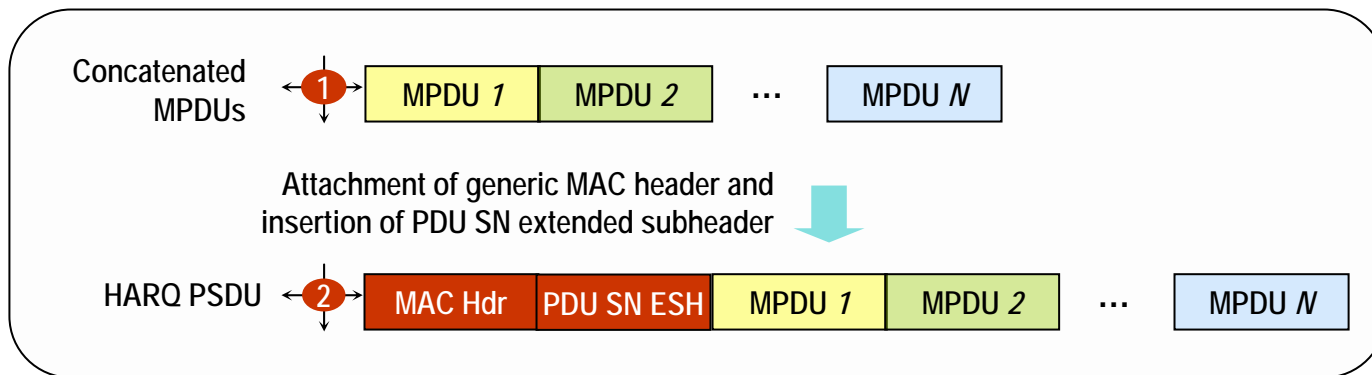 Concatenated
MPDUs
1
MPDU 1
MPDU 2
...
MPDU N
Attachment of generic MAC header and
insertion of PDU SN extended subheader
HARQ PSDU
2
MAC Hdr
PDU SN ESH
MPDU 1
MPDU 2
...
MPDU N